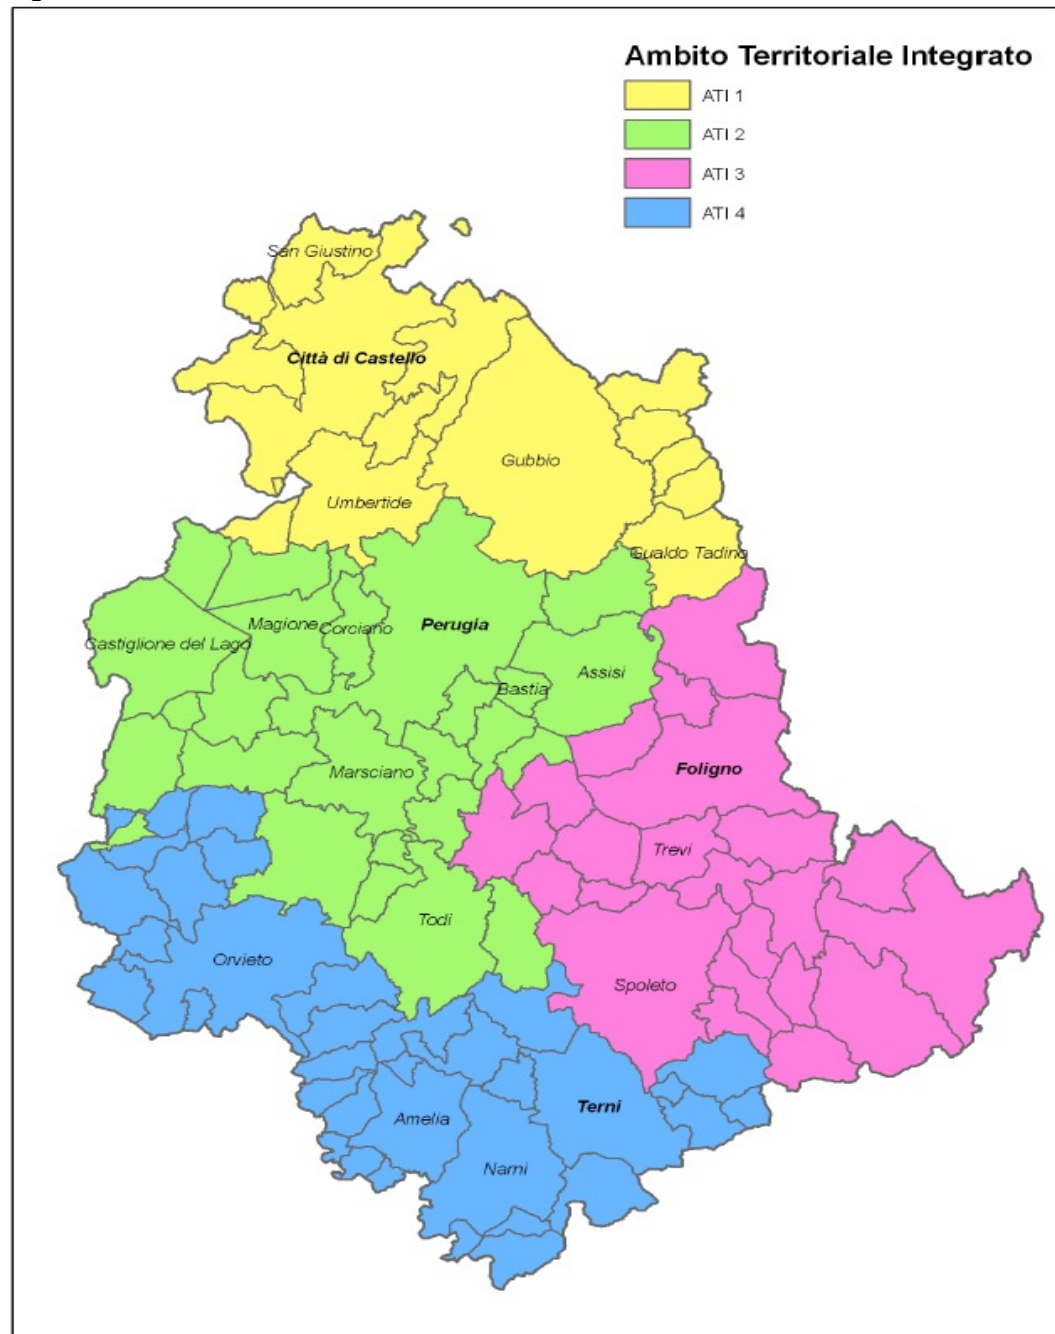 Ambito Territoriale Integrato
ATI 1
ATI 2
ATI 3
ATI 4
San Giustino
Città di Castello
Gubbio
Umbertide
Gualdo Tadino
Magione
Corciano
Perugia
Castiglione del Lago
Assisi
Bastia
Marsciano
Foligno
Trevi
Todi
Orvieto
Spoleto
Terni
Amelia
Narni